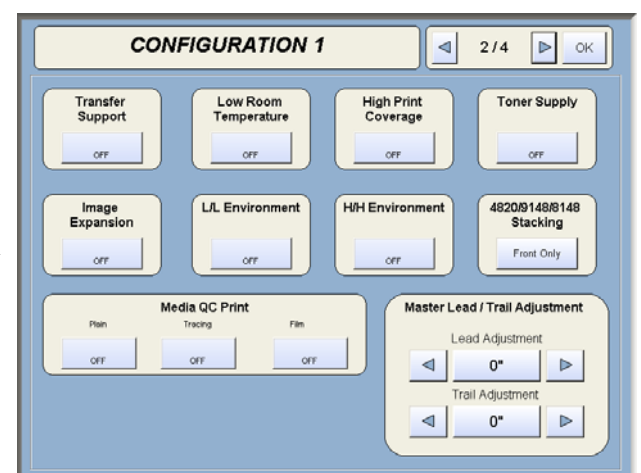 CONFIGURATION 1
2/4
OK
Transfer
Support
OFF
Low Room
Temperature
OFF
High Print
Coverage
OFF
Toner Supply
OFF
Image
Expansion
OFF
L/L Environment
OFF
H/H Environment
OFF
4820/9148/8148
Stacking
Front Only
Media QC Print
Plain
Tracing
Film
OFF
OFF
OFF
Master Lead / Trail Adjustment
Lead Adjustment
0"
Trail Adjustment
0"